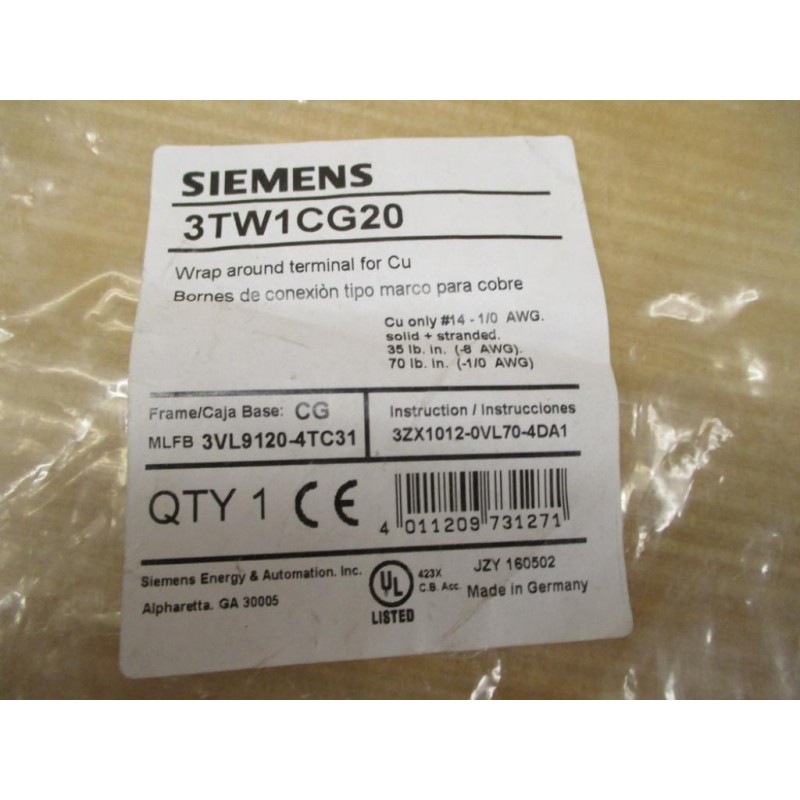 SIEMENS
3TW1CG20
Wrap around terminal for Cu
Bornes de conexiòn tipo marco para cobre
Cu only #14 - 1/0 AWG.
solid + stranded.
35 lb. in. (-8 AWG).
70 lb. in. (-1/0 AWG)
Frame/Caja Base: CG
MLFB 3VL9120-4TC31
Instruction / Instrucciones
3ZX1012-0VL70-4DA1
QTY 1 CE
4 011209 731271
Siemens Energy & Automation. Inc.
Alpharetta. GA 30005
UL
LISTED
423X
C.B. Acc.
JZY 160502
Made in Germany